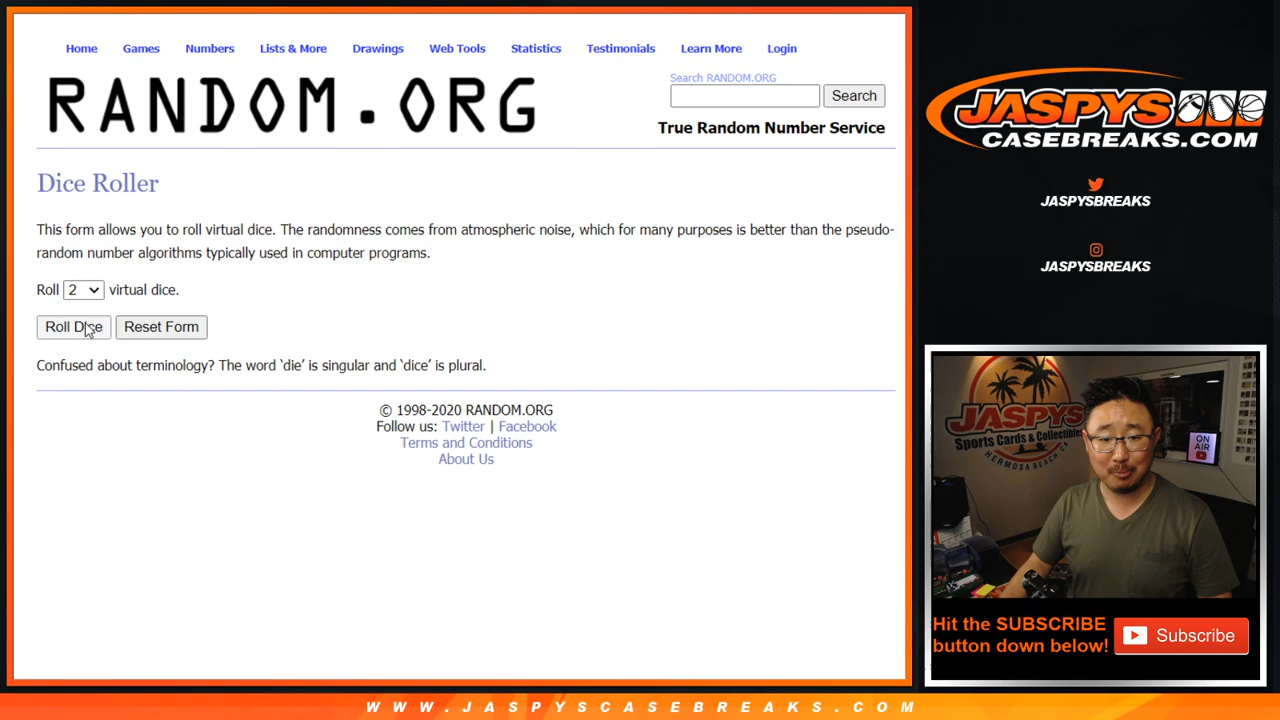 Home Games Numbers Lists & More Drawings Web Tools Statistics Testimonials Learn More Login
RANDOM.ORG
Search RANDOM.ORG
Search
True Random Number Service
Dice Roller
This form allows you to roll virtual dice. The randomness comes from atmospheric noise, which for many purposes is better than the pseudo-
random number algorithms typically used in computer programs.
Roll 2 virtual dice.
Roll Dice Reset Form
Confused about terminology? The word ‘die’ is singular and ‘dice’ is plural.
© 1998-2020 RANDOM.ORG
Follow us: Twitter | Facebook
Terms and Conditions
About Us
JASPYS
CASEBREAKS.COM
JASPYSBREAKS
JASPYSBREAKS
JASPYS
Sports Cards & Collectibles
HERMOSA BEACH, CA
ON
AIR
Hit the SUBSCRIBE
button down below!
Subscribe
WWW.JASPYSCASEBREAKS.COM